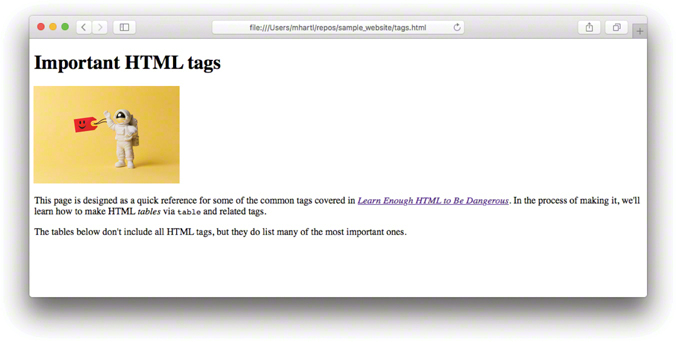 file:///Users/mhartl/repos/sample_website/tags.html
Important HTML tags
This page is designed as a quick reference for some of the common tags covered in Learn Enough HTML to Be Dangerous. In the process of making it, we'll
learn how to make HTML tables via table and related tags.
The tables below don't include all HTML tags, but they do list many of the most important ones.